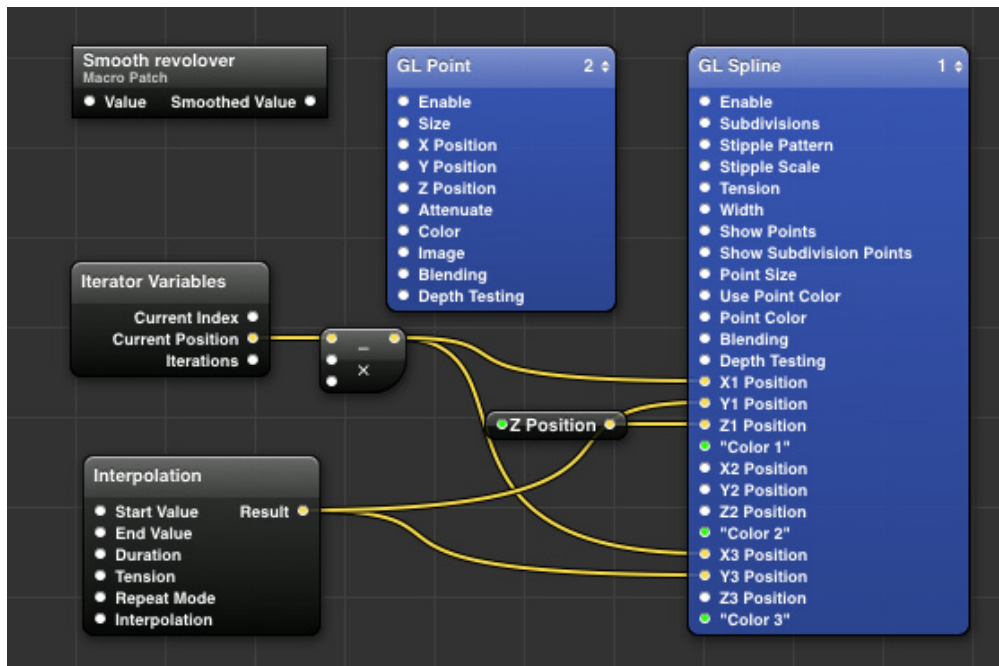 Smooth revolover
Macro Patch
Value Smoothed Value
GL Point 2
Enable
Size
X Position
Y Position
Z Position
Attenuate
Color
Image
Blending
Depth Testing
GL Spline 1
Enable
Subdivisions
Stipple Pattern
Stipple Scale
Tension
Width
Show Points
Show Subdivision Points
Point Size
Use Point Color
Point Color
Blending
Depth Testing
X1 Position
Y1 Position
Z1 Position
"Color 1"
X2 Position
Y2 Position
Z2 Position
"Color 2"
X3 Position
Y3 Position
Z3 Position
"Color 3"
Iterator Variables
Current Index
Current Position
Iterations
−
×
Z Position
Interpolation
Start Value Result
End Value
Duration
Tension
Repeat Mode
Interpolation